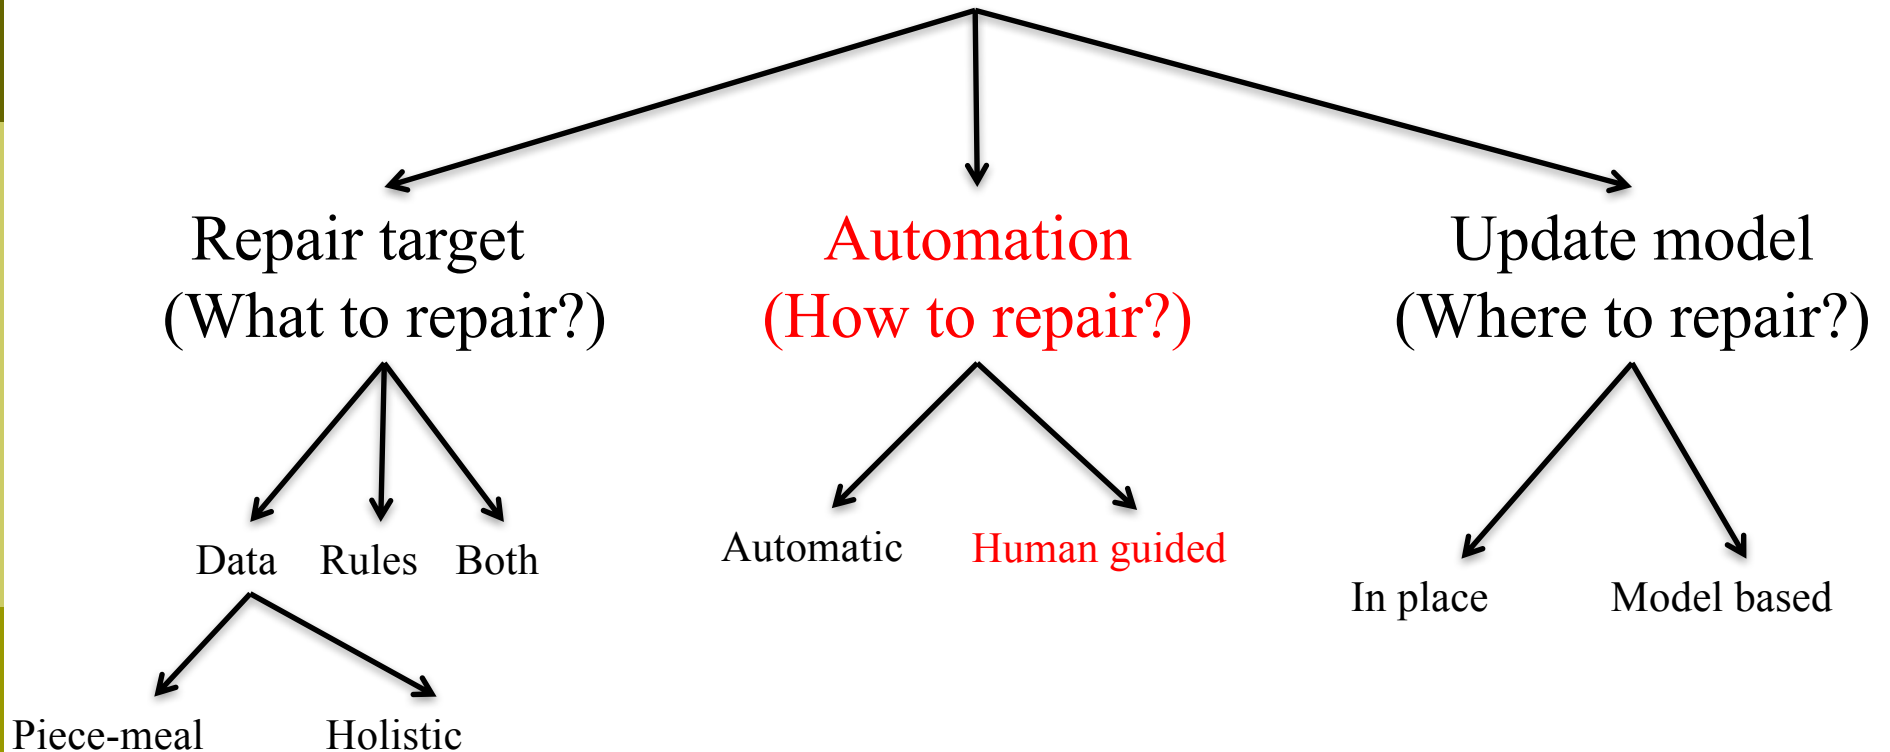 Repair target
(What to repair?)
Automation
(How to repair?)
Update model
(Where to repair?)
Data
Rules
Both
Automatic
Human guided
In place
Model based
Piece-meal
Holistic